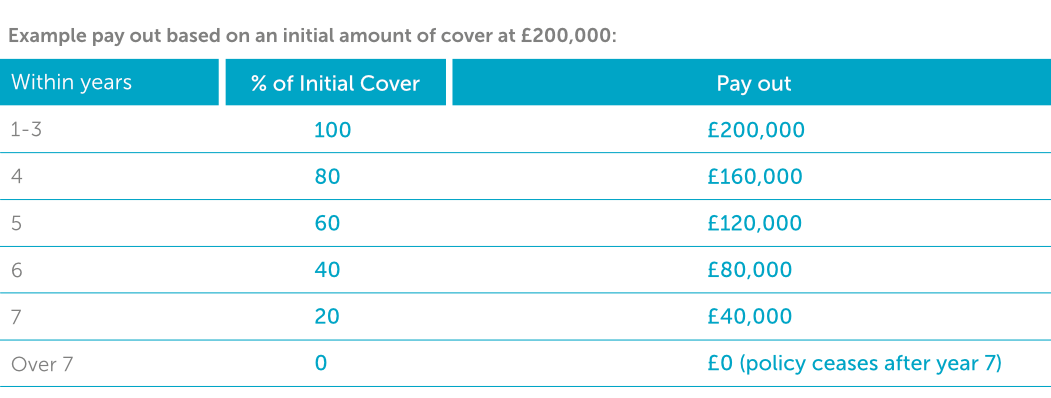 Example pay out based on an initial amount of cover at £200,000:
Within years % of Initial Cover Pay out
1-3 100 £200,000
4 80 £160,000
5 60 £120,000
6 40 £80,000
7 20 £40,000
Over 7 0 £0 (policy ceases after year 7)